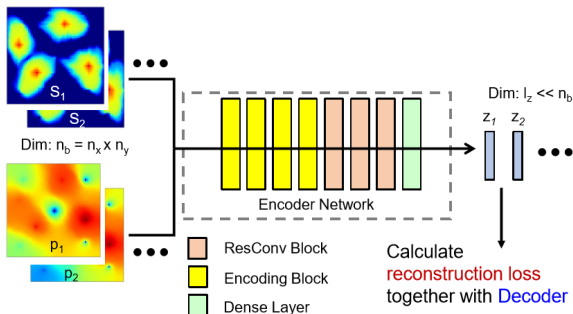 S1
S2
Dim: nb = nx x ny
p1
p2
Encoder Network
ResConv Block
Encoding Block
Dense Layer
Dim: lz << nb
z1 z2
Calculate
reconstruction loss
together with Decoder